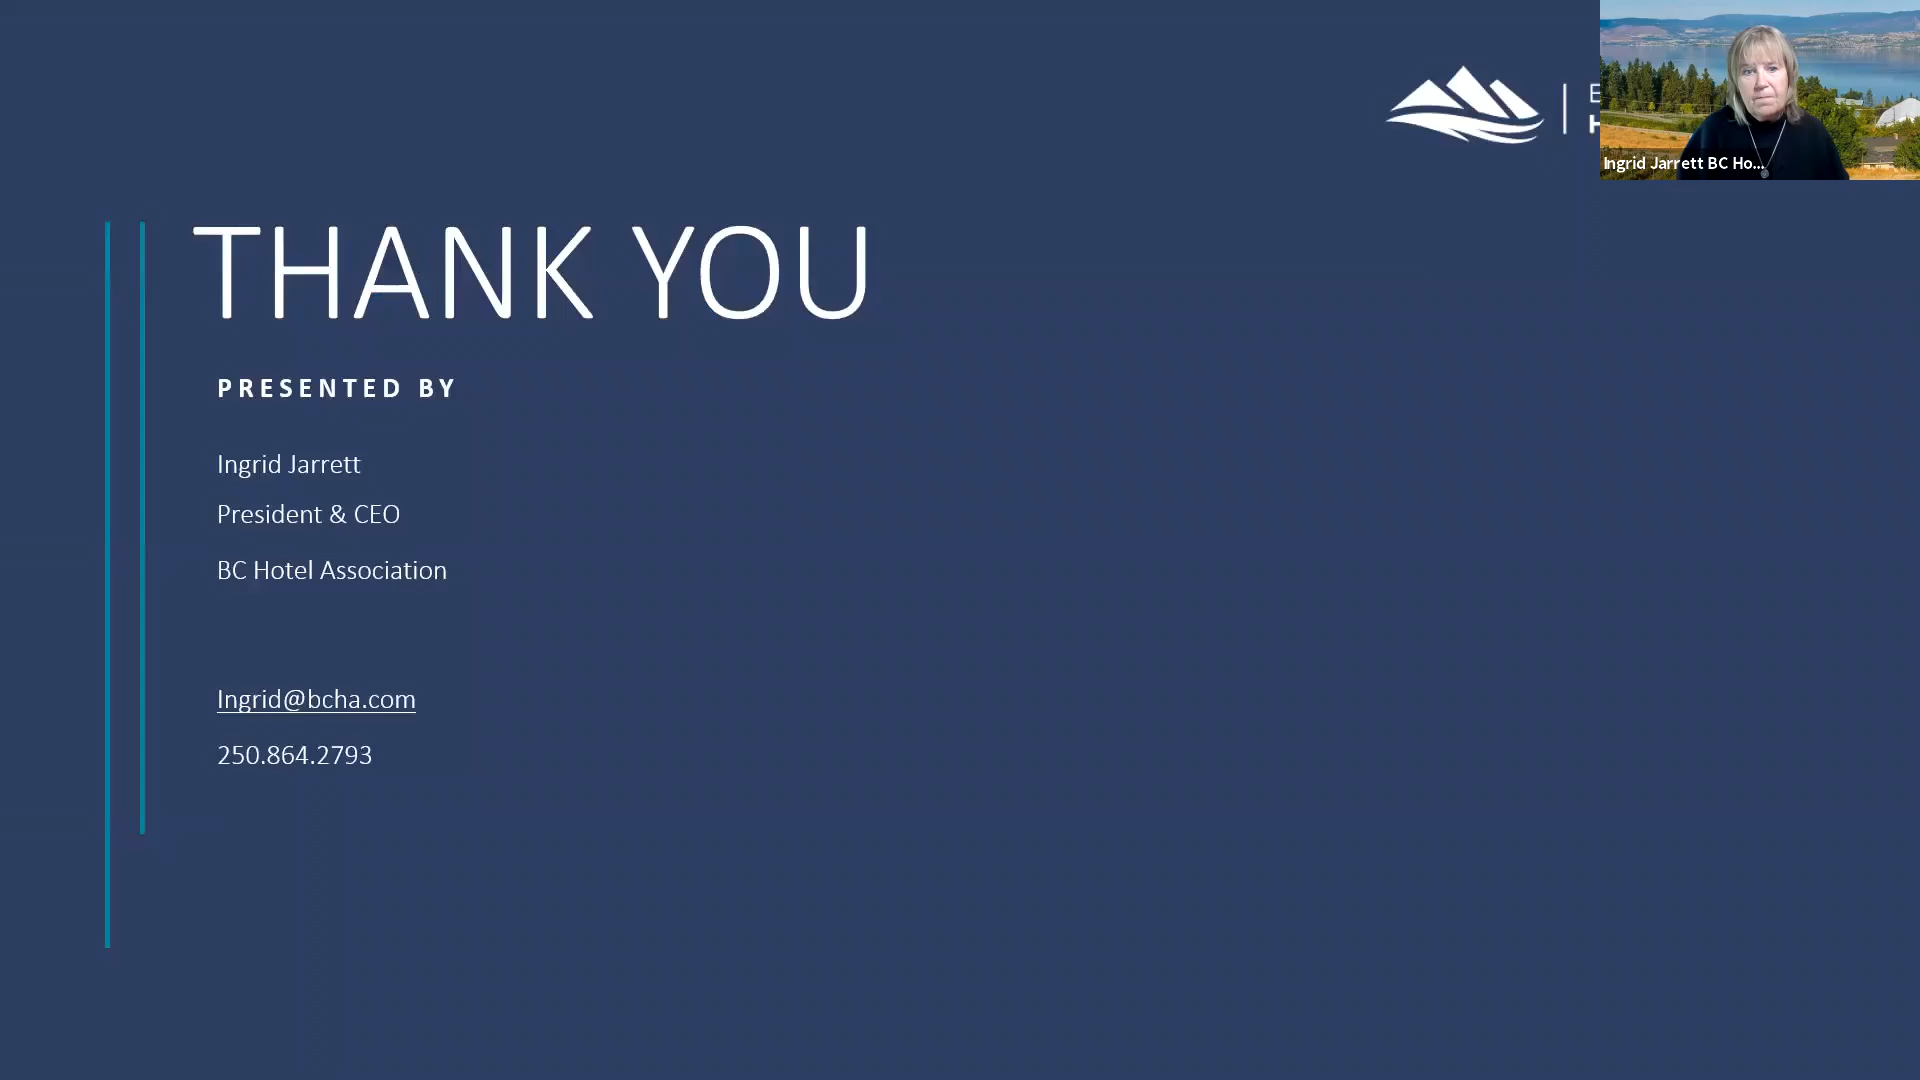 THANK YOU
PRESENTED BY
Ingrid Jarrett
President & CEO
BC Hotel Association
Ingrid@bcha.com
250.864.2793
Ingrid Jarrett BC Ho...